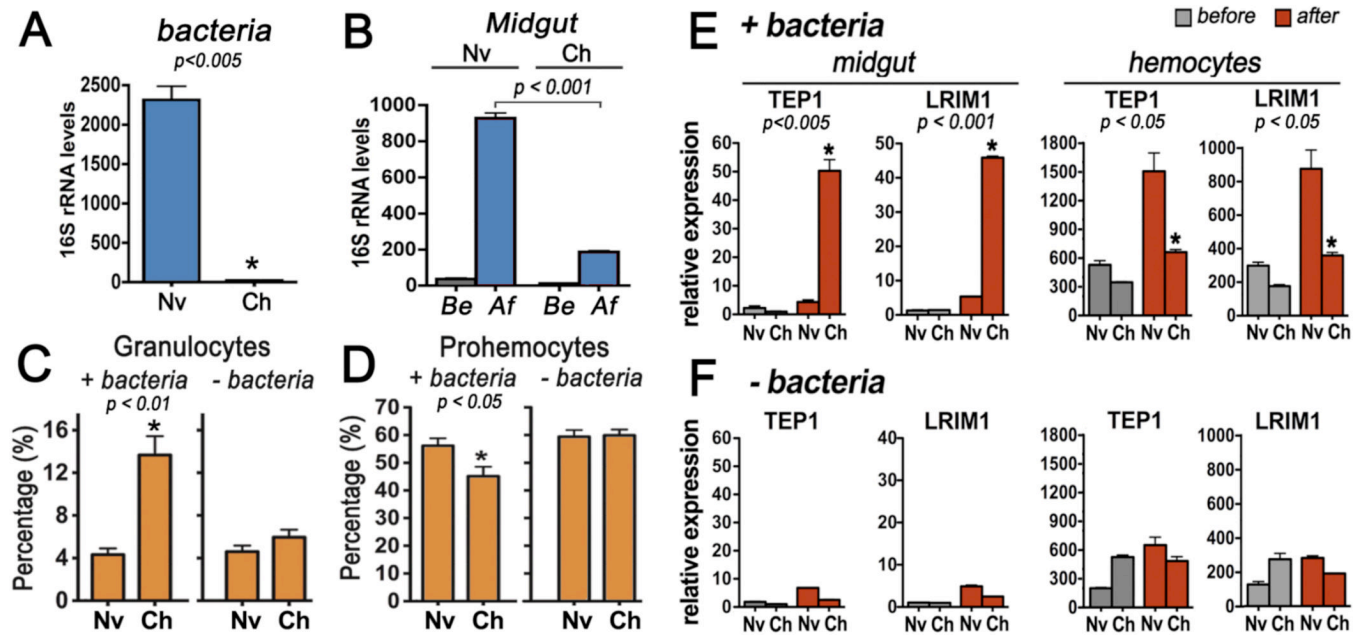 A
bacteria
p<0.005
16S rRNA levels
2500
2000
1500
1000
500
0
*
Nv Ch
B
Midgut
Nv Ch
p < 0.001
16S rRNA levels
1000
800
600
400
200
0
Be Af Be Af
C
Granulocytes
+ bacteria - bacteria
p < 0.01
Percentage (%)
16
12
8
4
0
*
Nv Ch Nv Ch
D
Prohemocytes
+ bacteria - bacteria
p < 0.05
Percentage (%)
70
60
50
40
30
20
10
0
*
Nv Ch Nv Ch
E
+ bacteria
before after
midgut hemocytes
relative expression
TEP1
p<0.005
60
50
40
30
20
10
0
*
Nv Ch Nv Ch
LRIM1
p < 0.001
50
40
30
20
10
0
*
Nv Ch Nv Ch
TEP1
p < 0.05
1800
1500
1200
900
600
300
0
*
Nv Ch Nv Ch
LRIM1
p < 0.05
1000
800
600
400
200
0
*
Nv Ch Nv Ch
F
- bacteria
relative expression
TEP1
60
50
40
30
20
10
0
Nv Ch Nv Ch
LRIM1
40
30
20
10
0
Nv Ch Nv Ch
TEP1
1800
1500
1200
900
600
300
0
Nv Ch Nv Ch
LRIM1
1000
800
600
400
200
0
Nv Ch Nv Ch